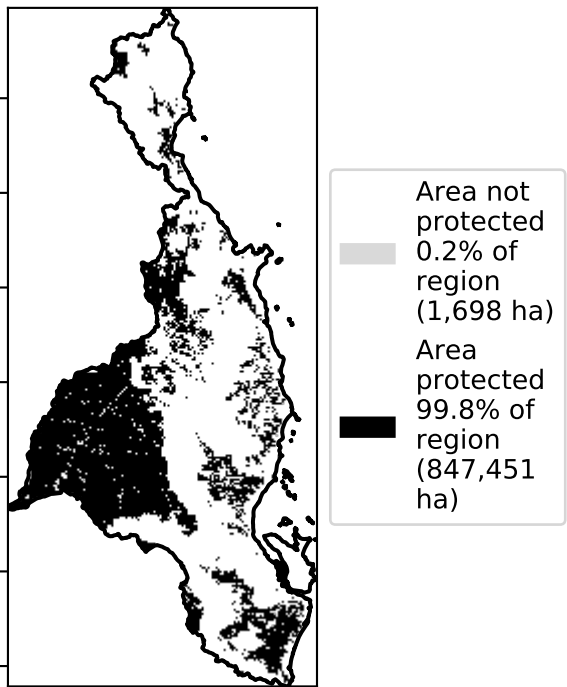 Area not
protected
0.2% of
region
(1,698 ha)
Area
protected
99.8% of
region
(847,451
ha)